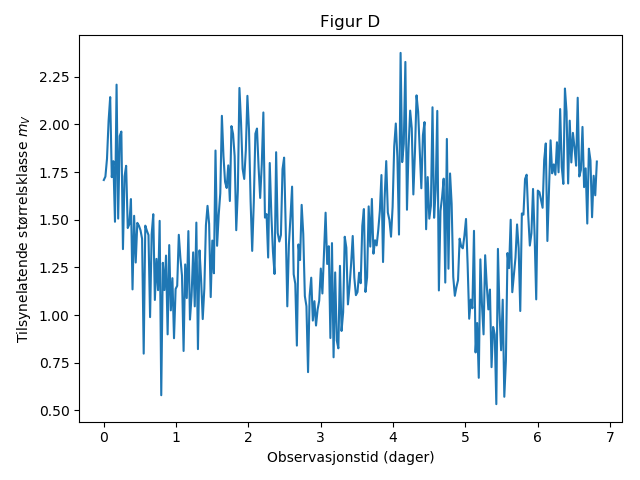 Figur D
Tilsynelatende størrelsklasse m_V
2.25
2.00
1.75
1.50
1.25
1.00
0.75
0.50
0 1 2 3 4 5 6 7
Observasjonstid (dager)